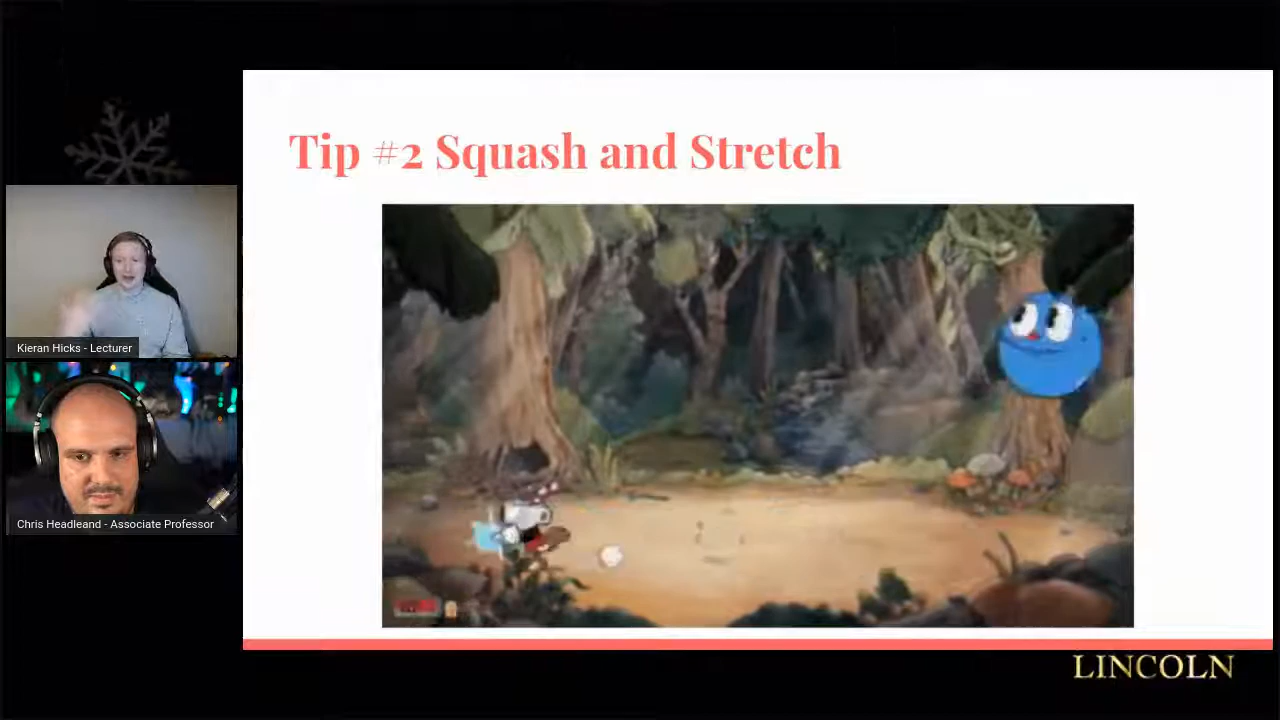 Tip #2 Squash and Stretch
Kieran Hicks - Lecturer
Chris Headleand - Associate Professor
LINCOLN